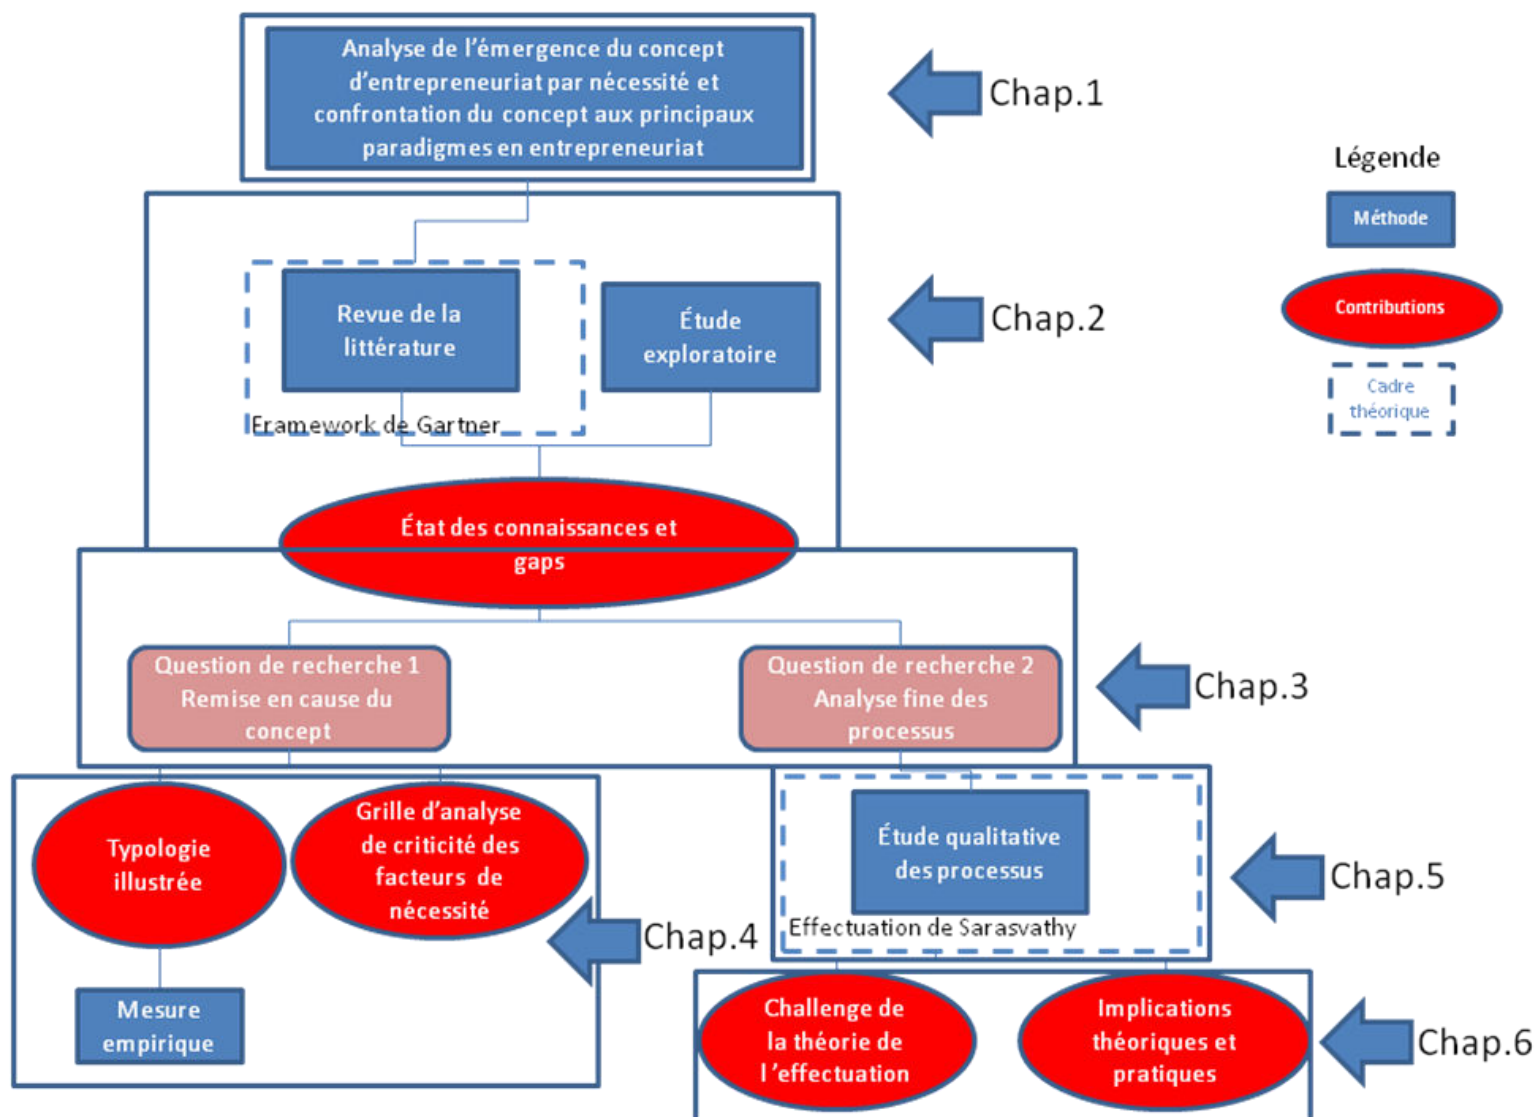 Analyse de l’émergence du concept
d’entrepreneuriat par nécessité et
confrontation du concept aux principaux
paradigmes en entrepreneuriat
Chap.1
Légende
Méthode
Contributions
Cadre
théorique
Revue de la
littérature
Framework de Gartner
Étude
exploratoire
Chap.2
État des connaissances et
gaps
Question de recherche 1
Remise en cause du
concept
Question de recherche 2
Analyse fine des
processus
Chap.3
Typologie
illustrée
Grille d’analyse
de criticité des
facteurs de
nécessité
Chap.4
Mesure
empirique
Étude qualitative
des processus
Effectuation de Sarasvathy
Chap.5
Challenge de
la théorie de
l ’effectuation
Implications
théoriques et
pratiques
Chap.6